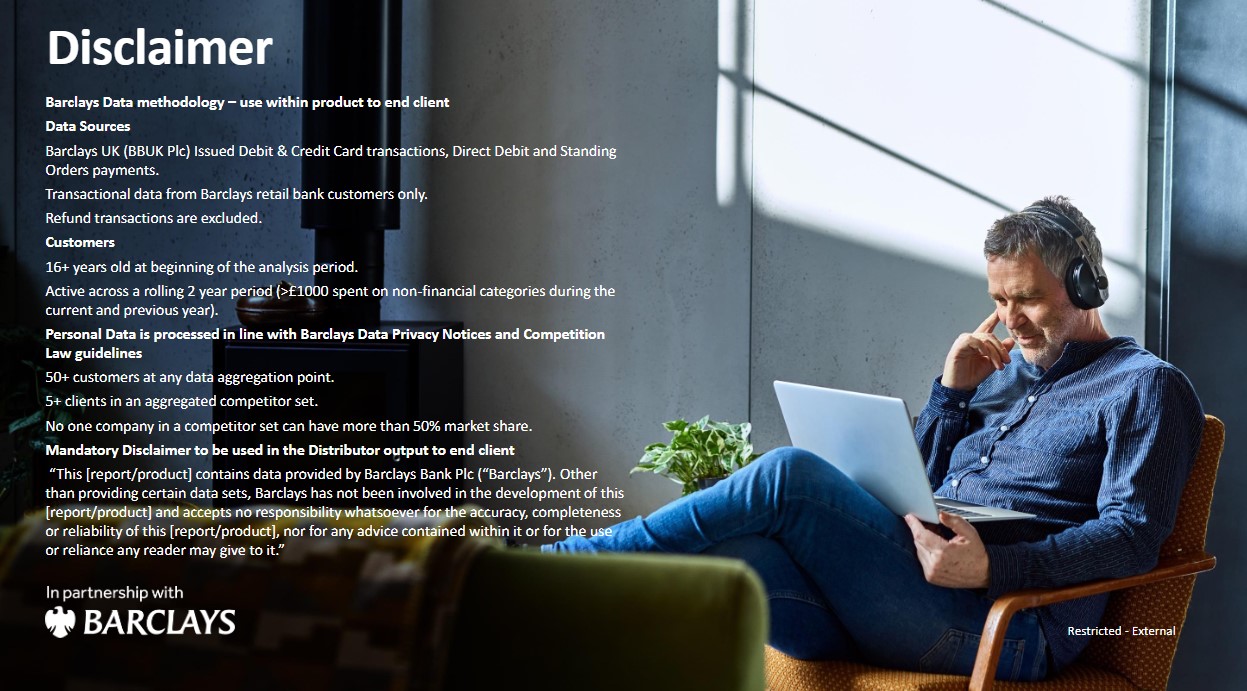 Disclaimer
Barclays Data methodology – use within product to end client
Data Sources
Barclays UK (BBUK Plc) Issued Debit & Credit Card transactions, Direct Debit and Standing
Orders payments.
Transactional data from Barclays retail bank customers only.
Refund transactions are excluded.
Customers
16+ years old at beginning of the analysis period.
Active across a rolling 2 year period (>£1000 spent on non-financial categories during the
current and previous year).
Personal Data is processed in line with Barclays Data Privacy Notices and Competition
Law guidelines
50+ customers at any data aggregation point.
5+ clients in an aggregated competitor set.
No one company in a competitor set can have more than 50% market share.
Mandatory Disclaimer to be used in the Distributor output to end client
“This [report/product] contains data provided by Barclays Bank Plc (“Barclays”). Other
than providing certain data sets, Barclays has not been involved in the development of this
[report/product] and accepts no responsibility whatsoever for the accuracy, completeness
or reliability of this [report/product], nor for any advice contained within it or for the use
or reliance any reader may give to it.”
In partnership with
BARCLAYS
Restricted - External